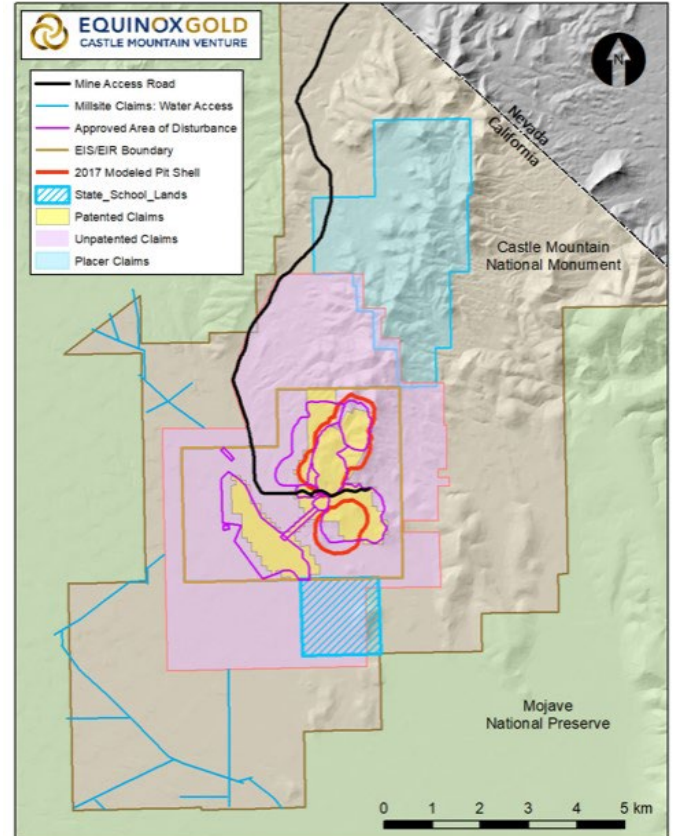 EQUINOXGOLD
CASTLE MOUNTAIN VENTURE
N
Mine Access Road
Millsite Claims: Water Access
Approved Area of Disturbance
EIS/EIR Boundary
2017 Modeled Pit Shell
State_School_Lands
Patented Claims
Unpatented Claims
Placer Claims
Nevada
California
Castle Mountain
National Monument
Mojave
National Preserve
0 1 2 3 4 5 km